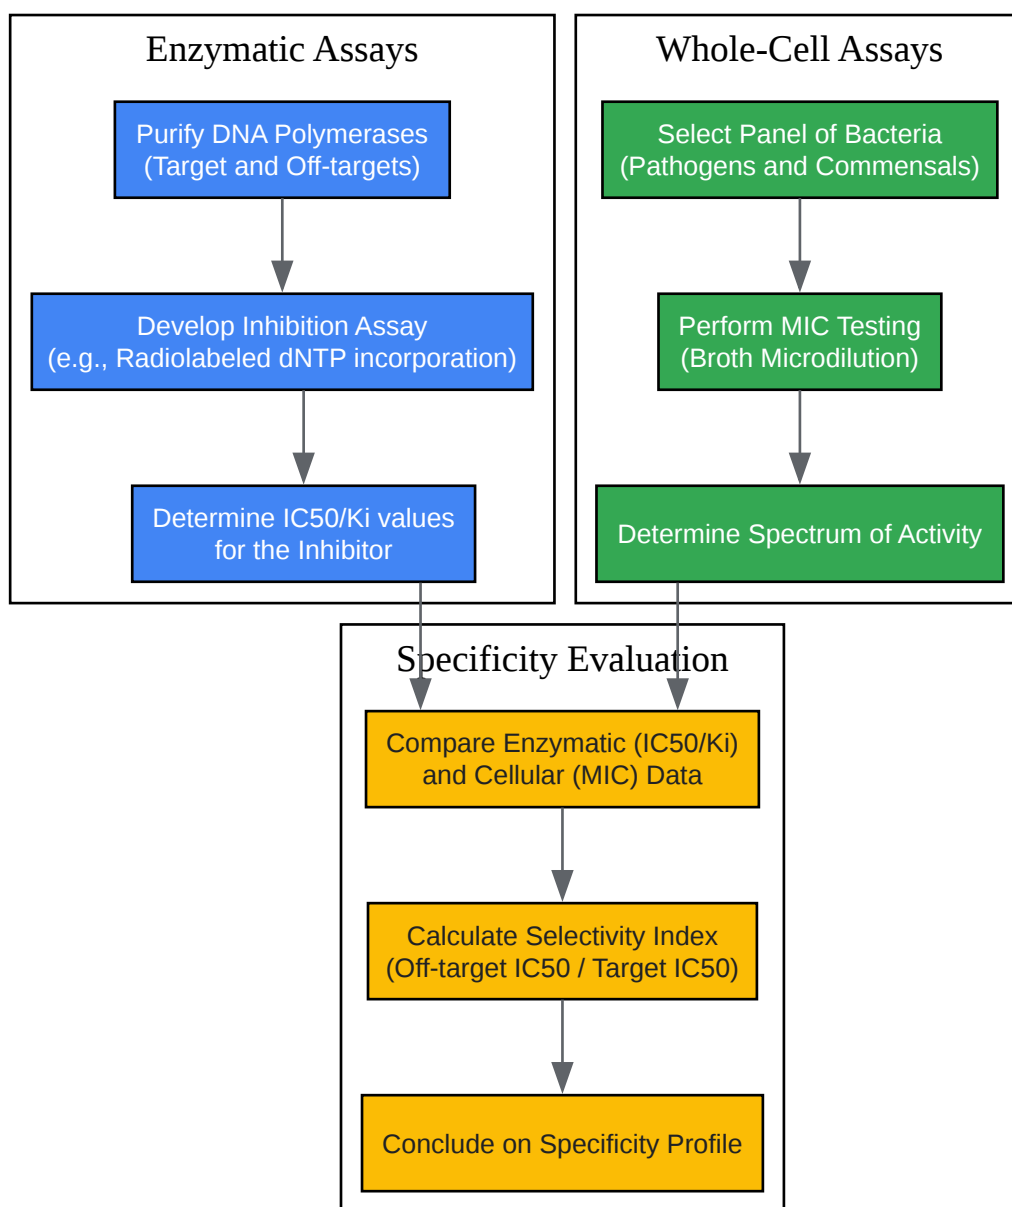 Enzymatic Assays
Purify DNA Polymerases
(Target and Off-targets)
Develop Inhibition Assay
(e.g., Radiolabeled dNTP incorporation)
Determine IC50/Ki values
for the Inhibitor
Whole-Cell Assays
Select Panel of Bacteria
(Pathogens and Commensals)
Perform MIC Testing
(Broth Microdilution)
Determine Spectrum of Activity
Specificity Evaluation
Compare Enzymatic (IC50/Ki)
and Cellular (MIC) Data
Calculate Selectivity Index
(Off-target IC50 / Target IC50)
Conclude on Specificity Profile